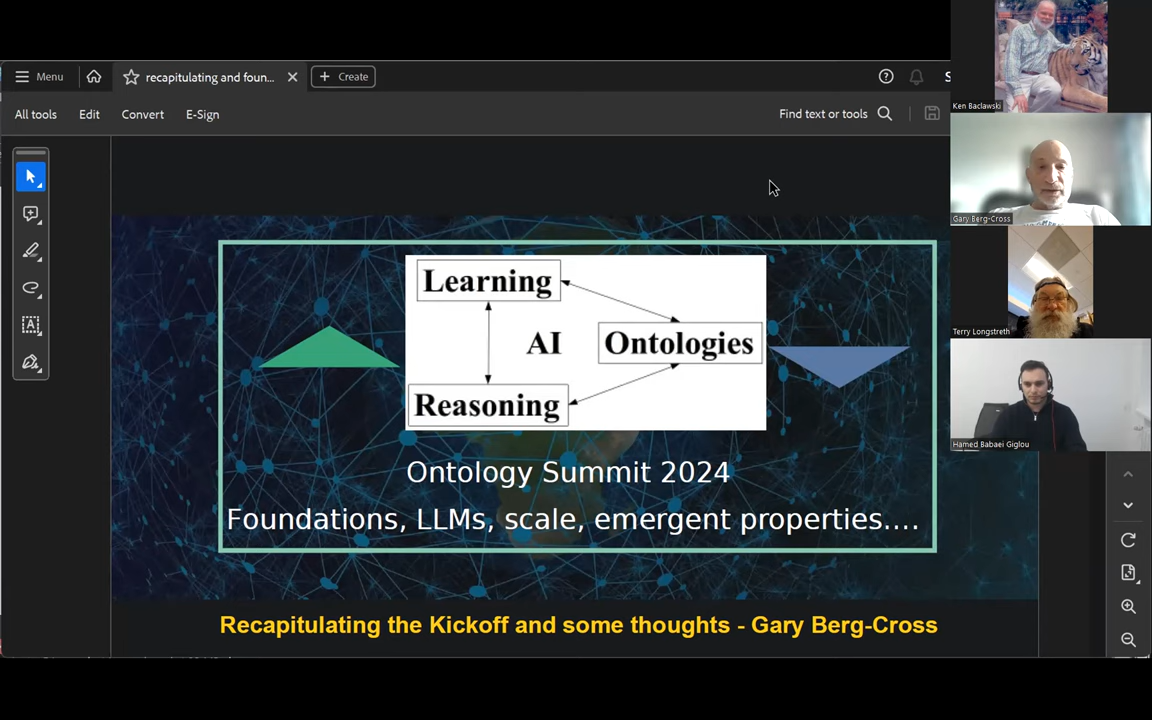 Menu
recapitulating and foun...
Create
All tools
Edit
Convert
E-Sign
Find text or tools
Learning
AI
Ontologies
Reasoning
Ontology Summit 2024
Foundations, LLMs, scale, emergent properties....
Recapitulating the Kickoff and some thoughts - Gary Berg-Cross
Ken Baclawski
Gary Berg-Cross
Terry Longstreth
Hamed Babaei Giglou